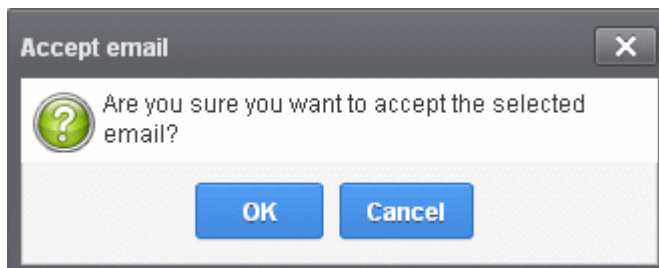 Accept email
Are you sure you want to accept the selected
email?
OK Cancel